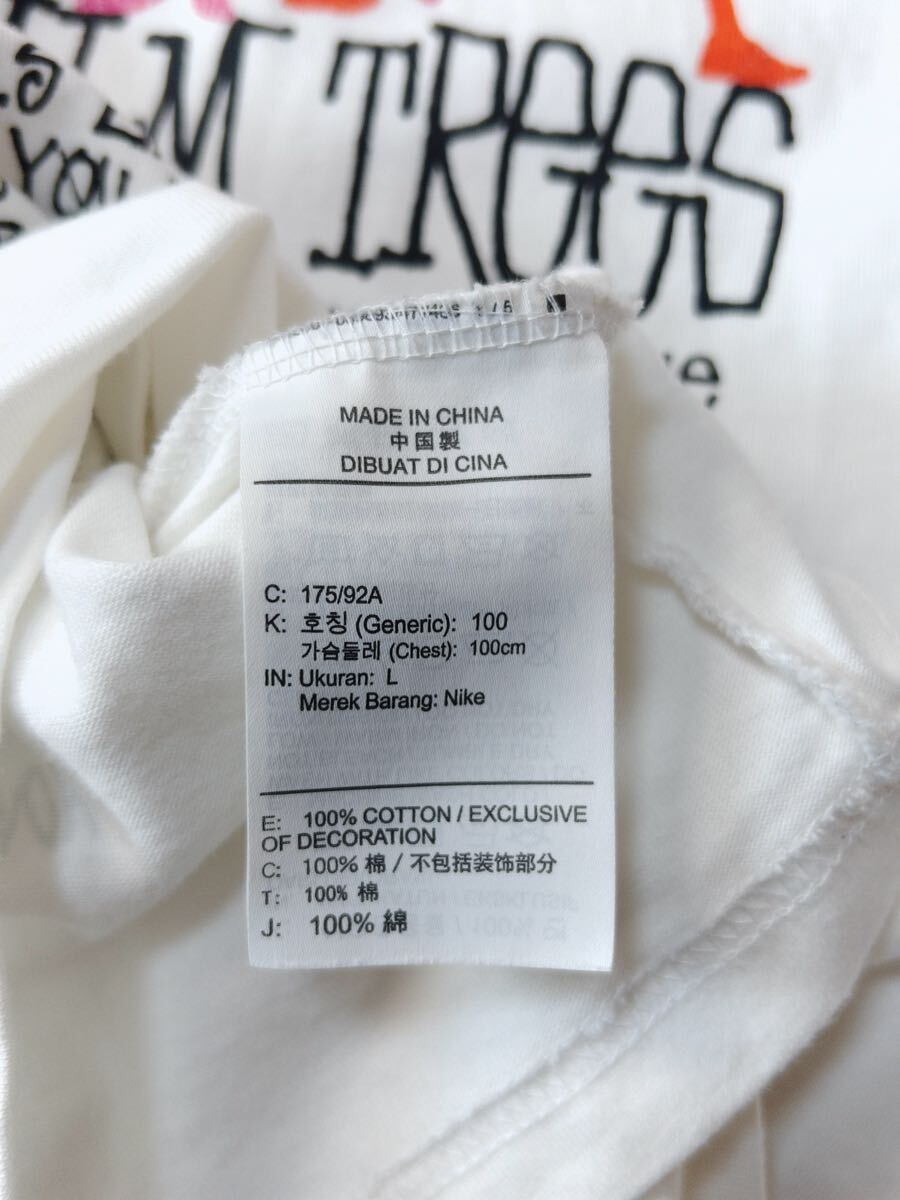 M TRees
You
MADE IN CHINA
中国製
DIBUAT DI CINA
C: 175/92A
K: 호칭 (Generic): 100
가슴둘레 (Chest): 100cm
IN: Ukuran: L
Merek Barang: Nike
E: 100% COTTON / EXCLUSIVE
OF DECORATION
C: 100% 棉 / 不包括装饰部分
T: 100% 棉
J: 100% 綿